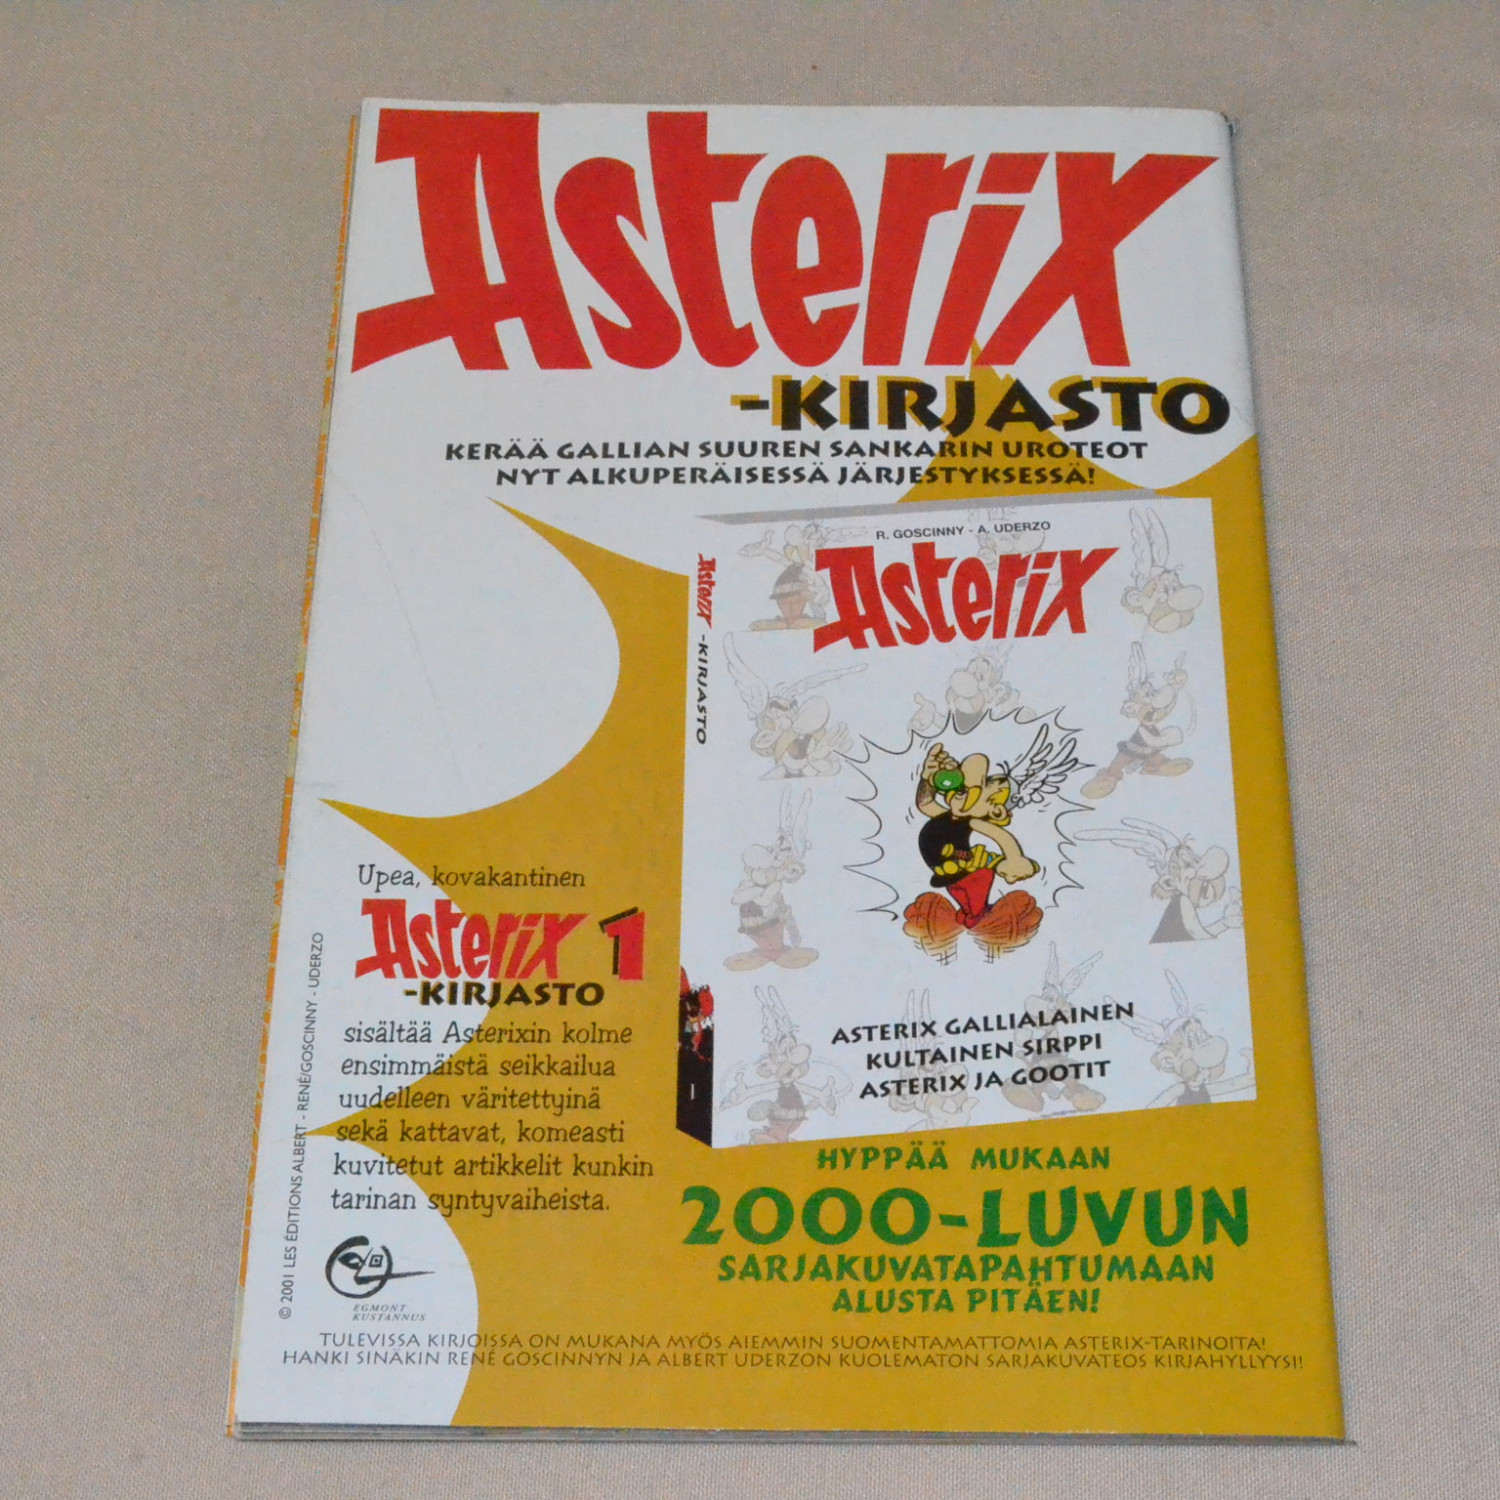 Asterix
-KIRJASTO
KERÄÄ GALLIAN SUUREN SANKARIN UROTEOT
NYT ALKUPERÄISESSÄ JÄRJESTYKSESSÄ!
R. GOSCINNY - A. UDERZO
Asterix
Asterix -KIRJASTO
1
ASTERIX GALLIALAINEN
KULTAINEN SIRPPI
ASTERIX JA GOOTIT
Upea, kovakantinen
Asterix 1
-KIRJASTO
sisältää Asterixin kolme
ensimmäistä seikkailua
uudelleen väritettyinä
sekä kattavat, komeasti
kuvitetut artikkelit kunkin
tarinan syntyvaiheista.
© 2001 LES ÉDITIONS ALBERT - RENÉ/GOSCINNY - UDERZO
EGMONT
KUSTANNUS
HYPPÄÄ MUKAAN
2000-LUVUN
SARJAKUVATAPAHTUMAAN
ALUSTA PITÄEN!
TULEVISSA KIRJOISSA ON MUKANA MYÖS AIEMMIN SUOMENTAMATTOMIA ASTERIX-TARINOITA!
HANKI SINÄKIN RENÉ GOSCINNYN JA ALBERT UDERZON KUOLEMATON SARJAKUVATEOS KIRJAHYLLYYSI!